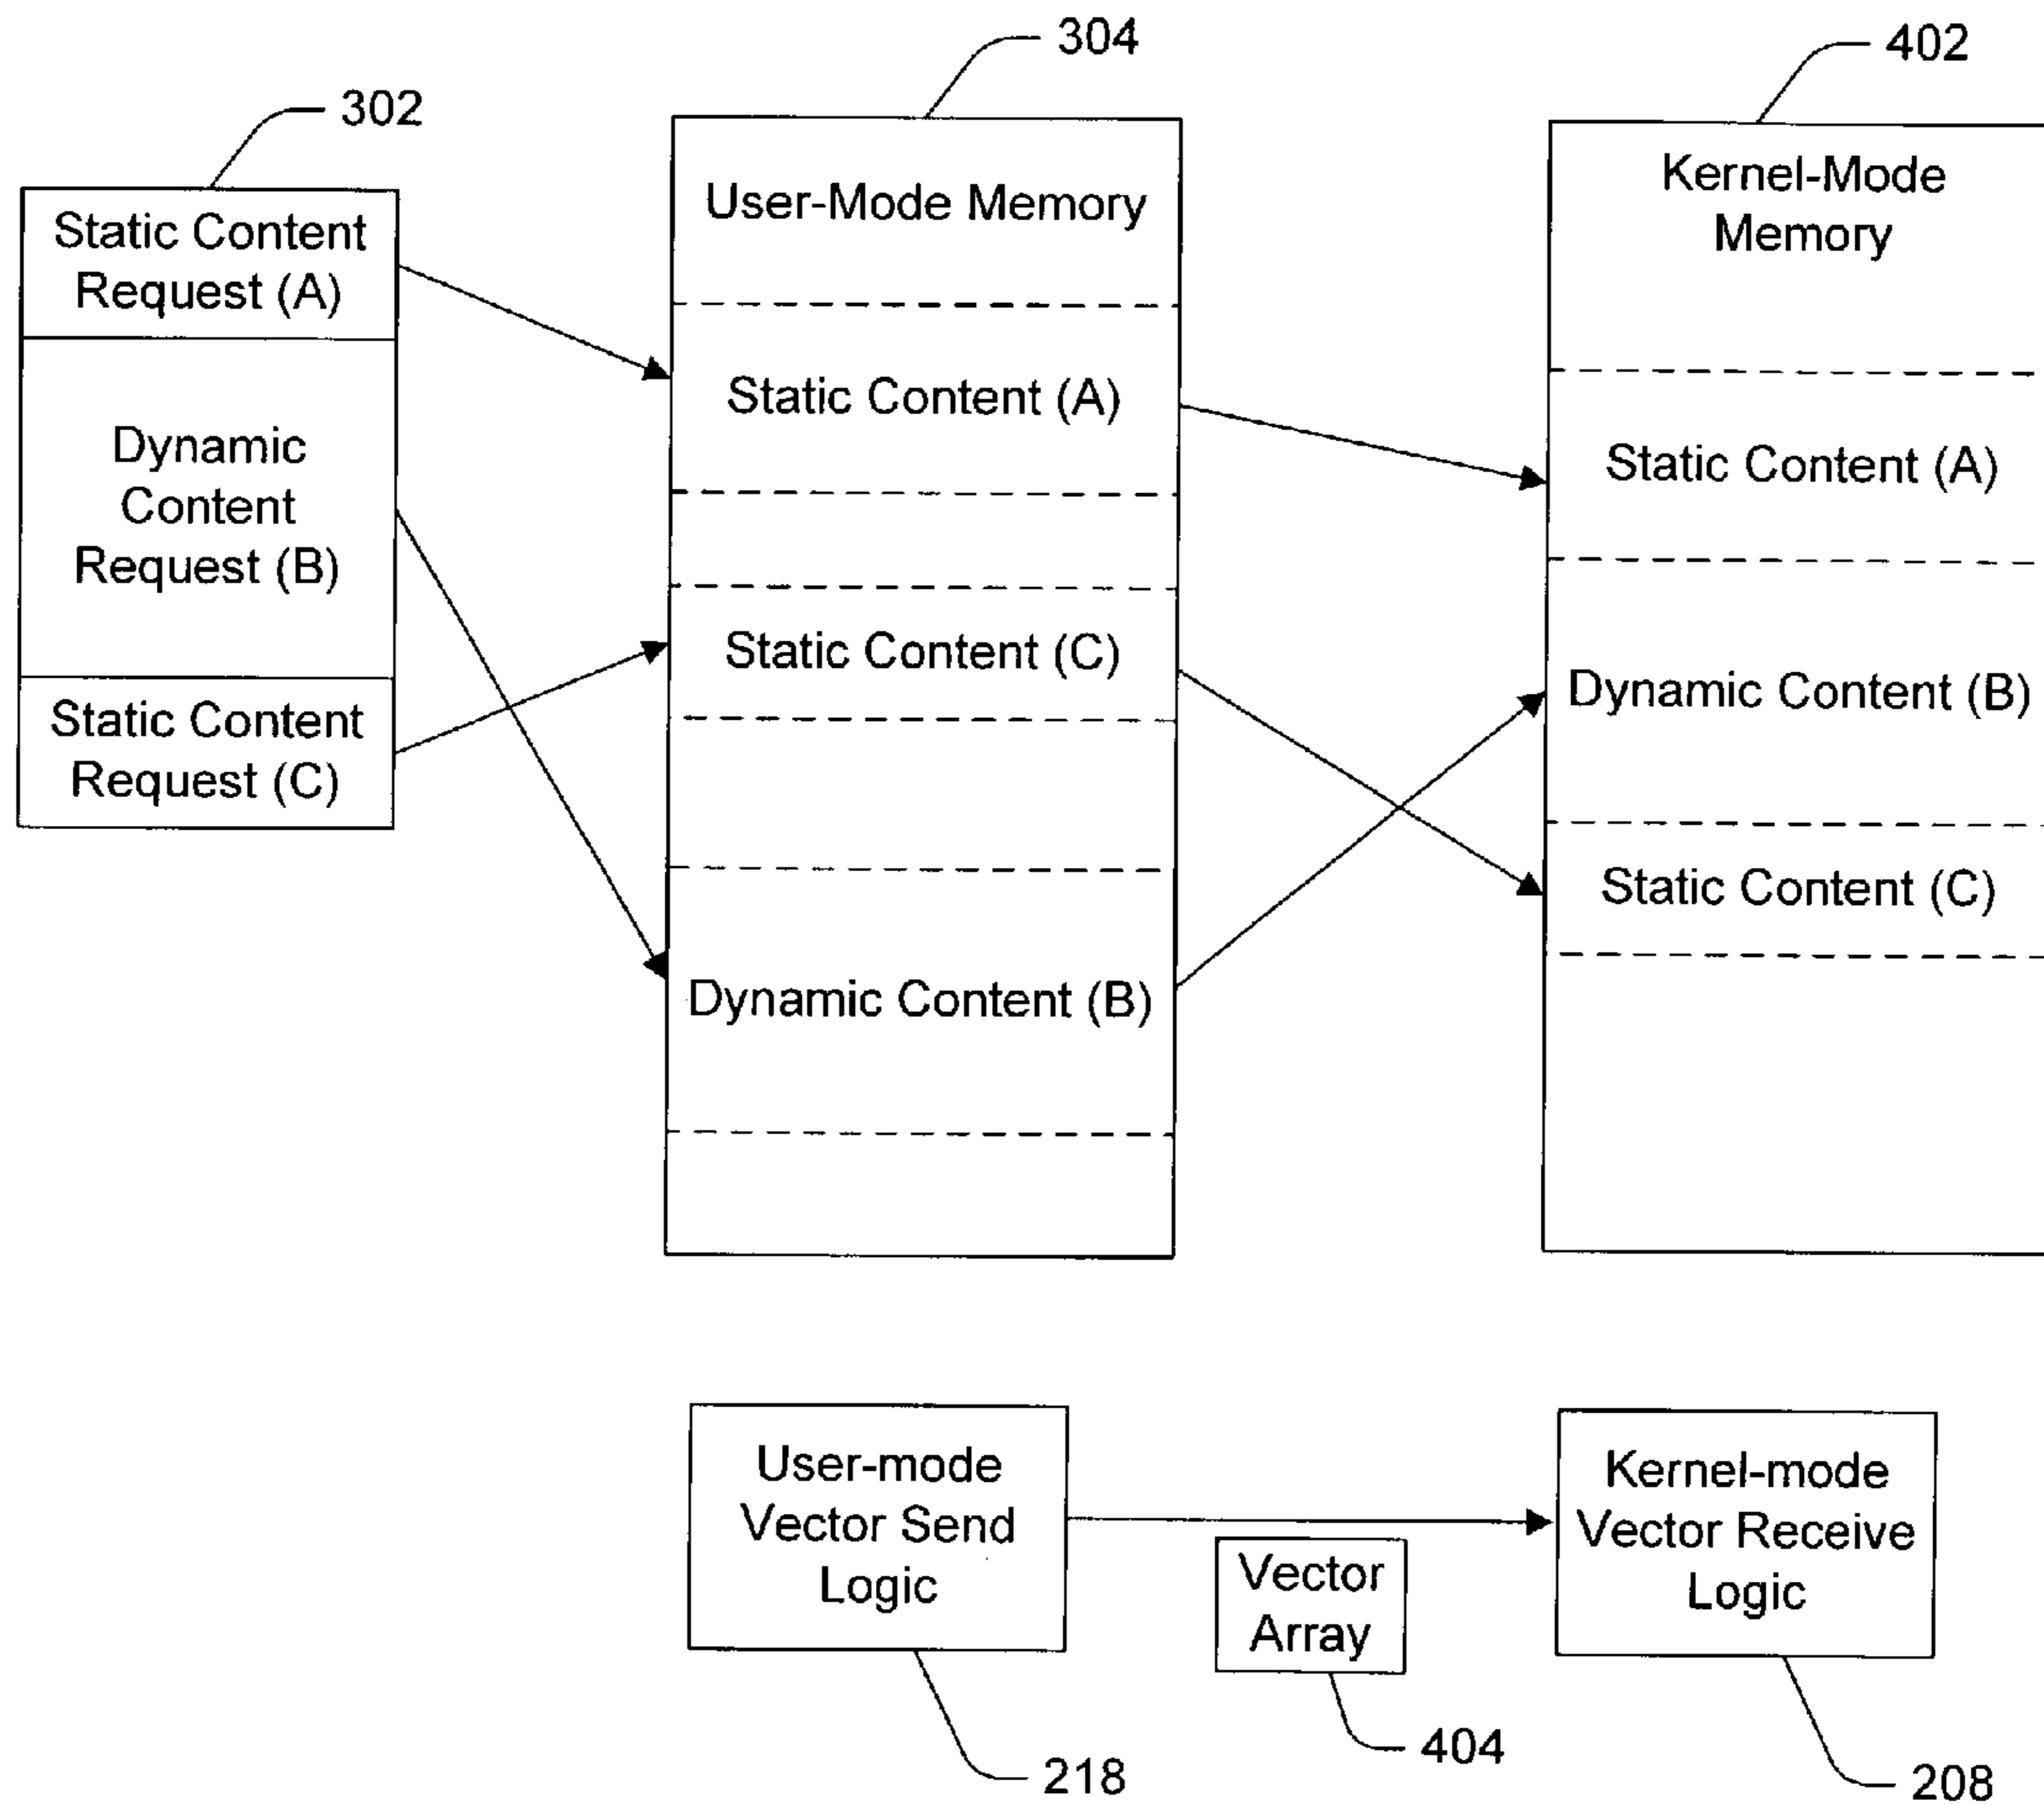 304
402
302
Static Content
Request (A)
Dynamic
Content
Request (B)
Static Content
Request (C)
User-Mode Memory
Static Content (A)
Static Content (C)
Dynamic Content (B)
Kernel-Mode
Memory
Static Content (A)
Dynamic Content (B)
Static Content (C)
User-mode
Vector Send
Logic
Vector
Array
Kernel-mode
Vector Receive
Logic
218
404
208